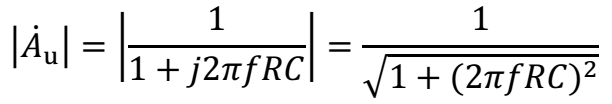 |Ȧ_u| = |1/(1 + j2πfRC)| = 1/√(1 + (2πfRC)²)